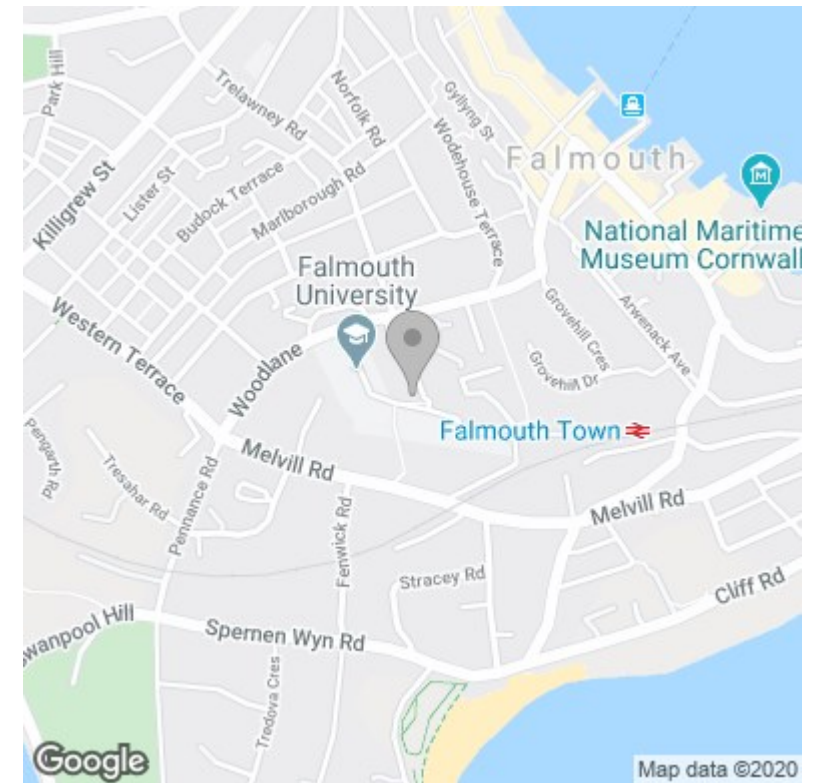 Park Hill
Trelawney Rd
Norfolk Rd
Gyllyng St
Wodehouse Terrace
Falmouth
Lister St
Budock Terrace
Marlborough Rd
Killigrew St
National Maritime
Museum Cornwall
Falmouth
University
Western Terrace
Woodlane
Grovehill Cres
Arwenack Ave
Grovehill Dr
Falmouth Town
Pengarth Rd
Tresahar Rd
Melvill Rd
Pennance Rd
Fenwick Rd
Melvill Rd
Stracey Rd
Cliff Rd
wanpool Hill
Spernen Wyn Rd
Tredova Cres
Google
Map data ©2020